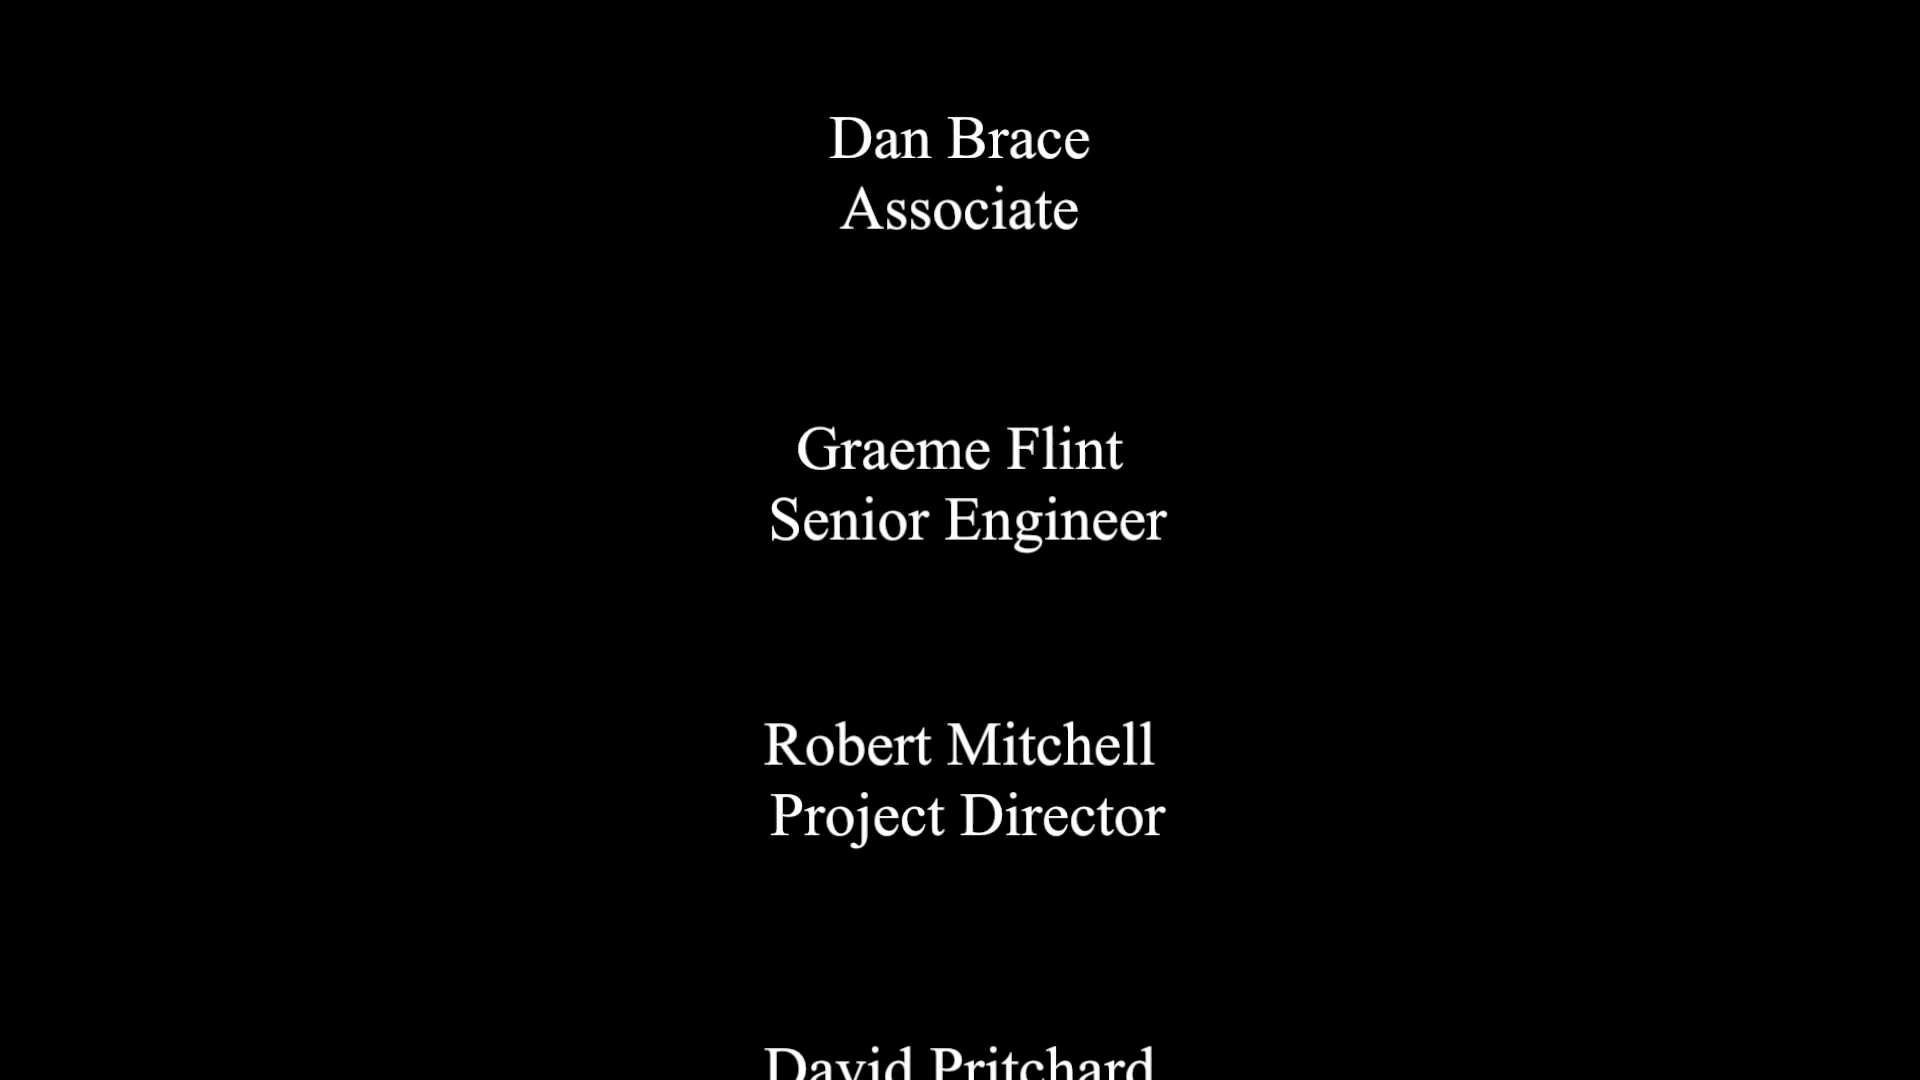 Dan Brace
Associate
Graeme Flint
Senior Engineer
Robert Mitchell
Project Director
David Pritchard